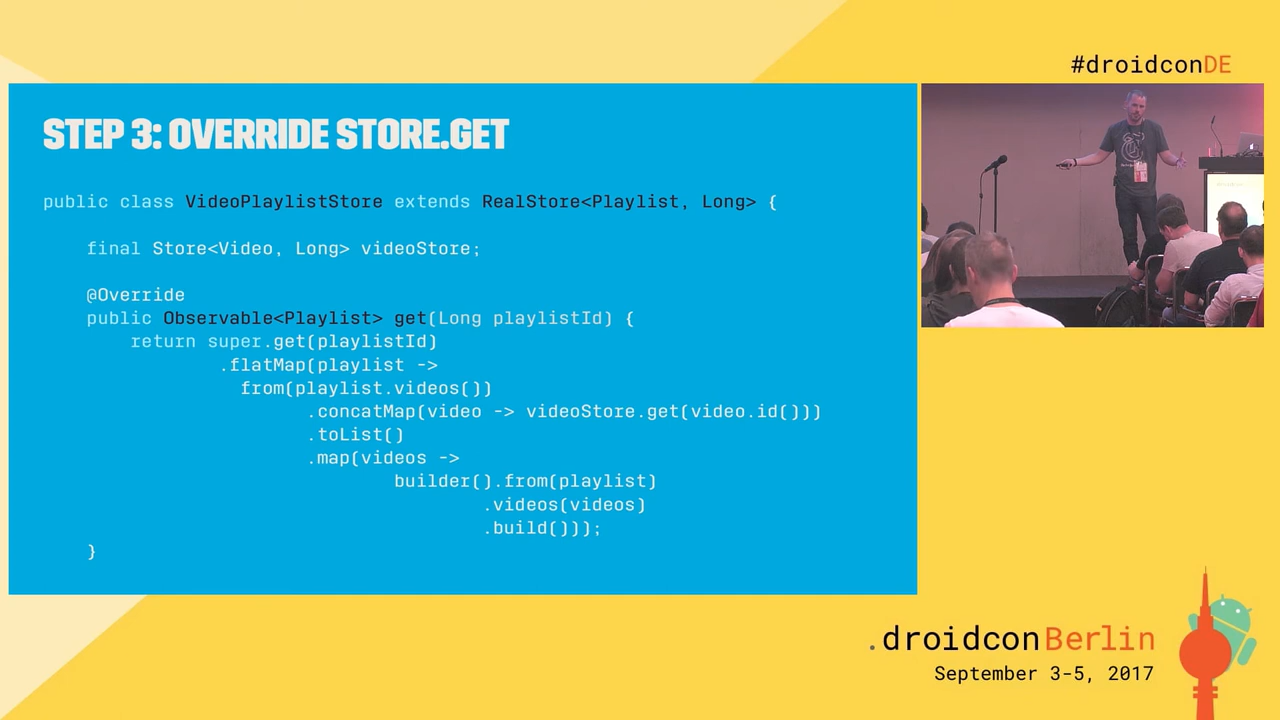 #droidconDE
STEP 3: OVERRIDE STORE.GET
public class VideoPlaylistStore extends RealStore<Playlist, Long> {
final Store<Video, Long> videoStore;
@Override
public Observable<Playlist> get(Long playlistId) {
return super.get(playlistId)
.flatMap(playlist ->
from(playlist.videos())
.concatMap(video -> videoStore.get(video.id()))
.toList()
.map(videos ->
builder().from(playlist)
.videos(videos)
.build()));
}
.droidconBerlin
September 3-5, 2017